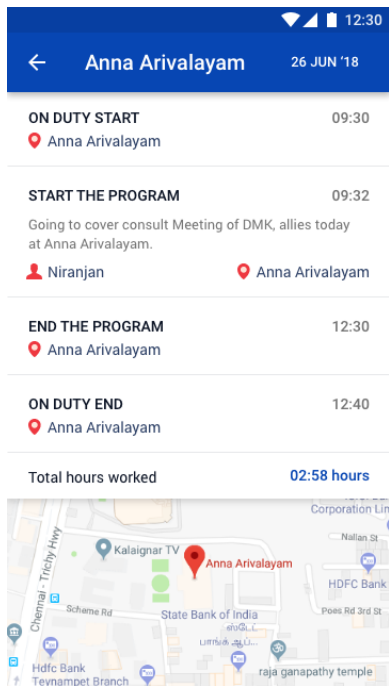 12:30
Anna Arivalayam 26 JUN '18
ON DUTY START 09:30
Anna Arivalayam
START THE PROGRAM 09:32
Going to cover consult Meeting of DMK, allies today
at Anna Arivalayam.
Niranjan Anna Arivalayam
END THE PROGRAM 12:30
Anna Arivalayam
ON DUTY END 12:40
Anna Arivalayam
Total hours worked 02:58 hours
Corporation Lim
Nallan St
Kalaignar TV
Anna Arivalayam
Chennai - Trichy Hwy
HDFC Bank
Scheme Rd
State Bank of India
Poes Rd 3rd St
ஸ்டேட்
பாங்க் ஆப்...
Hdfc Bank
Teynampet Branch
raja ganapathy temple